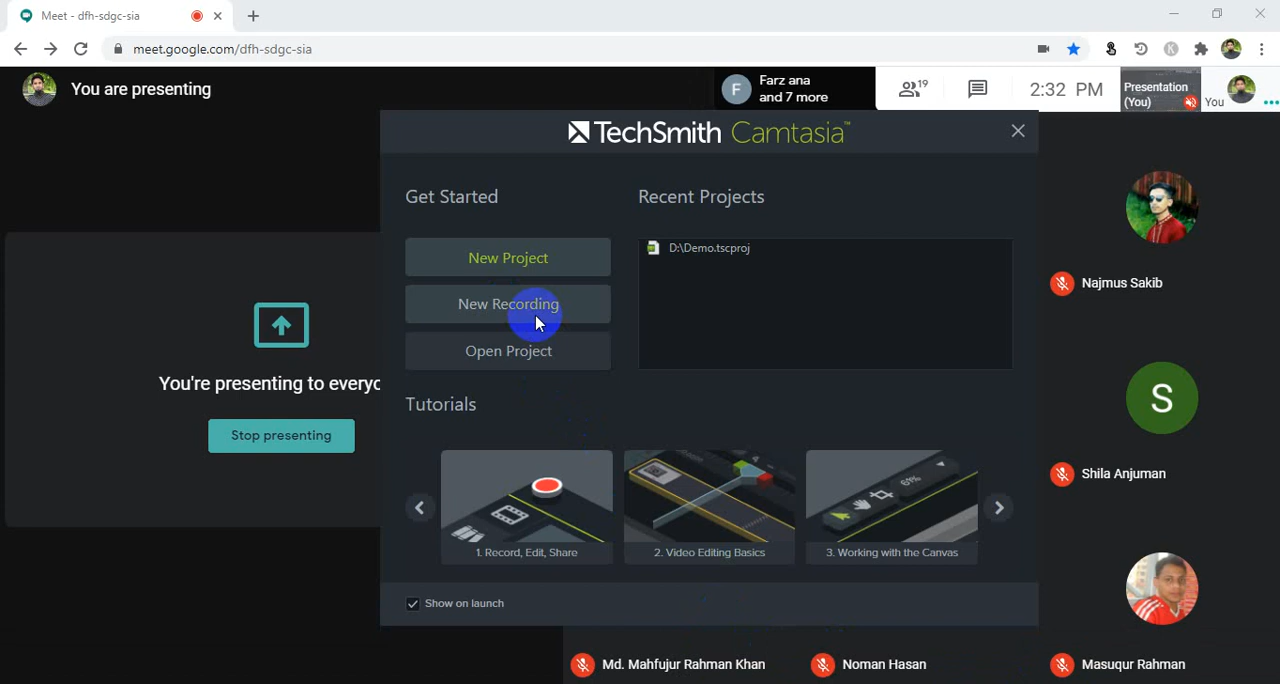 Meet - dfh-sdgc-sia
meet.google.com/dfh-sdgc-sia
K
You are presenting
F
Farz ana
and 7 more
19
2:32 PM
Presentation
(You)
You
TechSmith Camtasia™
Get Started
Recent Projects
New Project
D:\Demo.tscproj
New Recording
Open Project
You're presenting to everyo
Stop presenting
Tutorials
61%
1. Record, Edit, Share
2. Video Editing Basics
3. Working with the Canvas
Show on launch
Najmus Sakib
S
Shila Anjuman
Md. Mahfujur Rahman Khan
Noman Hasan
Masuqur Rahman